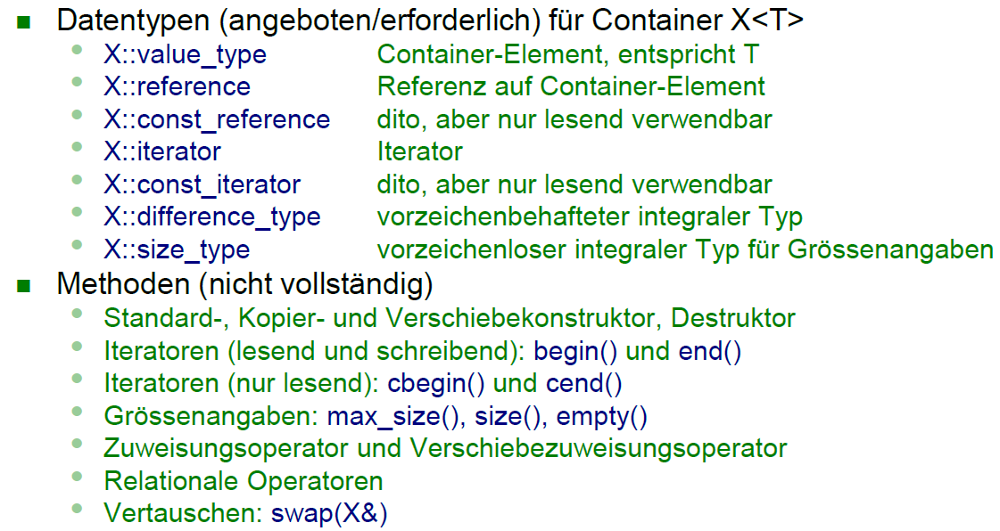 Datentypen (angeboten/erforderlich) für Container X<T>
X::value_type Container-Element, entspricht T
X::reference Referenz auf Container-Element
X::const_reference dito, aber nur lesend verwendbar
X::iterator Iterator
X::const_iterator dito, aber nur lesend verwendbar
X::difference_type vorzeichenbehafteter integraler Typ
X::size_type vorzeichenloser integraler Typ für Grössenangaben
Methoden (nicht vollständig)
Standard-, Kopier- und Verschiebekonstruktor, Destruktor
Iteratoren (lesend und schreibend): begin() und end()
Iteratoren (nur lesend): cbegin() und cend()
Grössenangaben: max_size(), size(), empty()
Zuweisungsoperator und Verschiebezuweisungsoperator
Relationale Operatoren
Vertauschen: swap(X&)